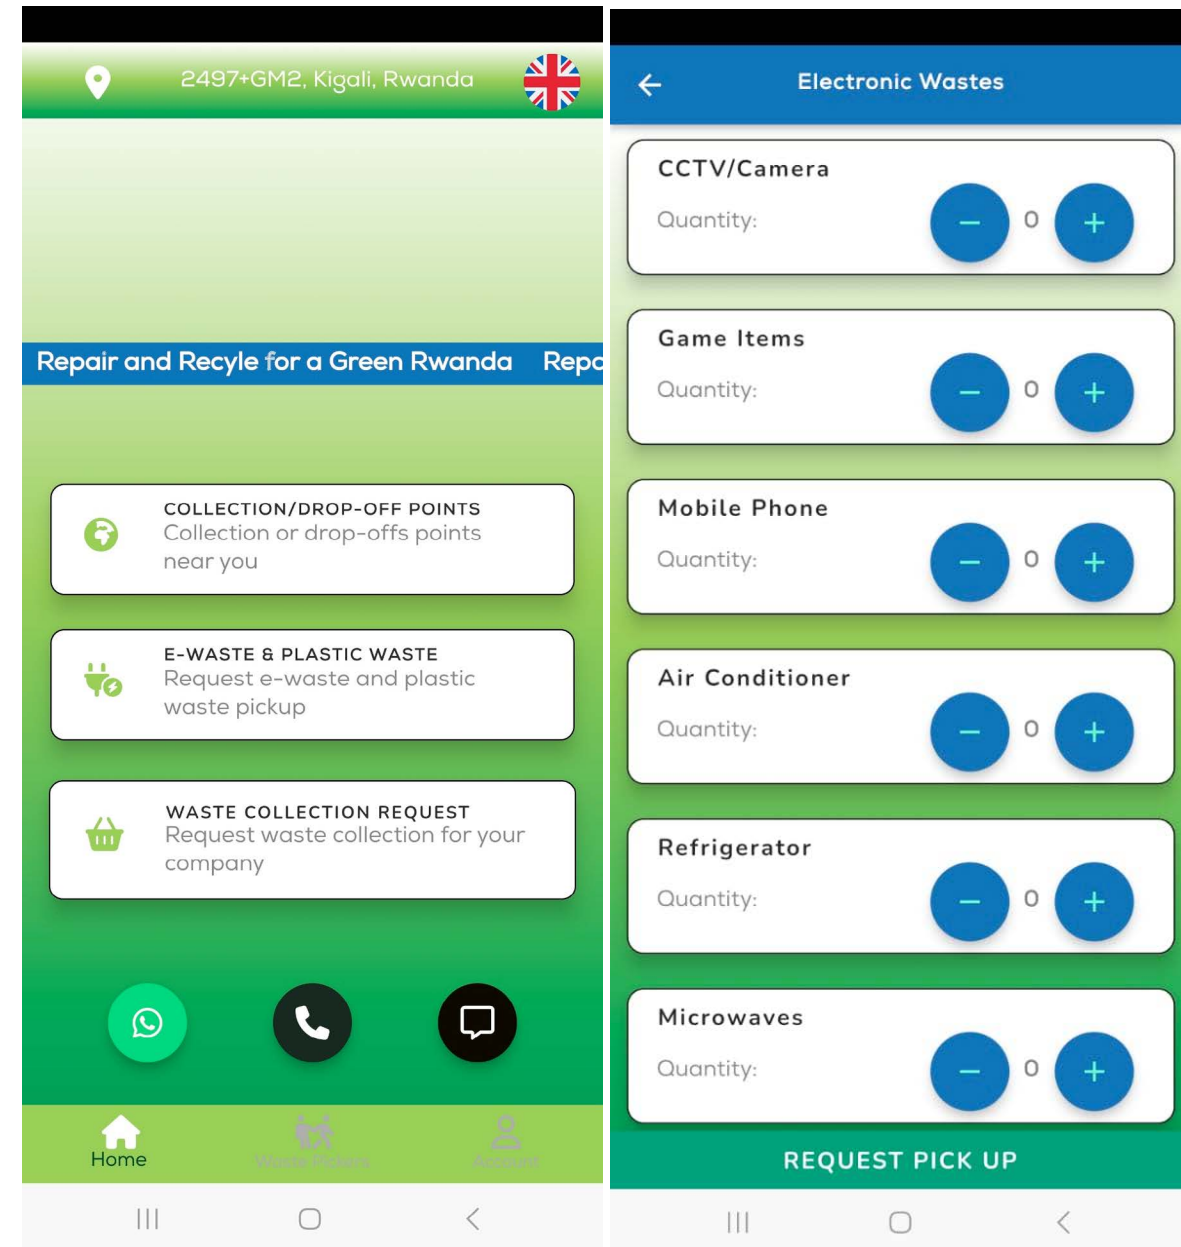 2497+GM2, Kigali, Rwanda
Repair and Recyle for a Green Rwanda Repa
COLLECTION/DROP-OFF POINTS
Collection or drop-offs points
near you
E-WASTE & PLASTIC WASTE
Request e-waste and plastic
waste pickup
WASTE COLLECTION REQUEST
Request waste collection for your
company
Home
Waste Pickers
Account
Electronic Wastes
CCTV/Camera
Quantity:
0
Game Items
Quantity:
0
Mobile Phone
Quantity:
0
Air Conditioner
Quantity:
0
Refrigerator
Quantity:
0
Microwaves
Quantity:
0
REQUEST PICK UP